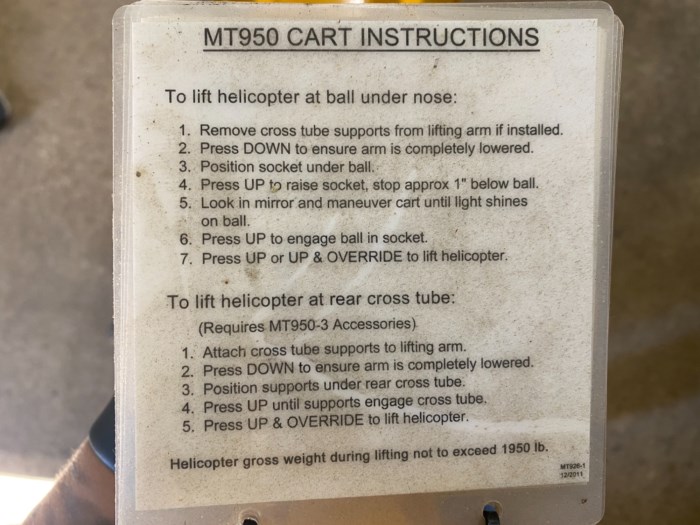 MT950 CART INSTRUCTIONS
To lift helicopter at ball under nose:
1. Remove cross tube supports from lifting arm if installed.
2. Press DOWN to ensure arm is completely lowered.
3. Position socket under ball.
4. Press UP to raise socket, stop approx 1" below ball.
5. Look in mirror and maneuver cart until light shines
on ball.
6. Press UP to engage ball in socket.
7. Press UP or UP & OVERRIDE to lift helicopter.
To lift helicopter at rear cross tube:
(Requires MT950-3 Accessories)
1. Attach cross tube supports to lifting arm.
2. Press DOWN to ensure arm is completely lowered.
3. Position supports under rear cross tube.
4. Press UP until supports engage cross tube.
5. Press UP & OVERRIDE to lift helicopter.
Helicopter gross weight during lifting not to exceed 1950 lb.
12/2011